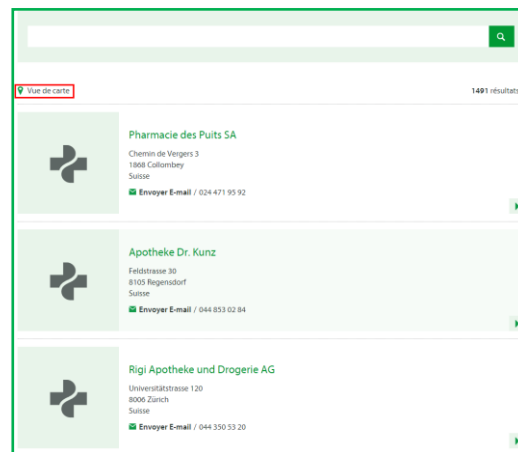 Vue de carte
1491 résultats
Pharmacie des Puits SA
Chemin de Vergers 3
1868 Collombey
Suisse
Envoyer E-mail / 024 471 95 92
Apotheke Dr. Kunz
Feldstrasse 30
8105 Regensdorf
Suisse
Envoyer E-mail / 044 853 02 84
Rigi Apotheke und Drogerie AG
Universitätstrasse 120
8006 Zürich
Suisse
Envoyer E-mail / 044 350 53 20